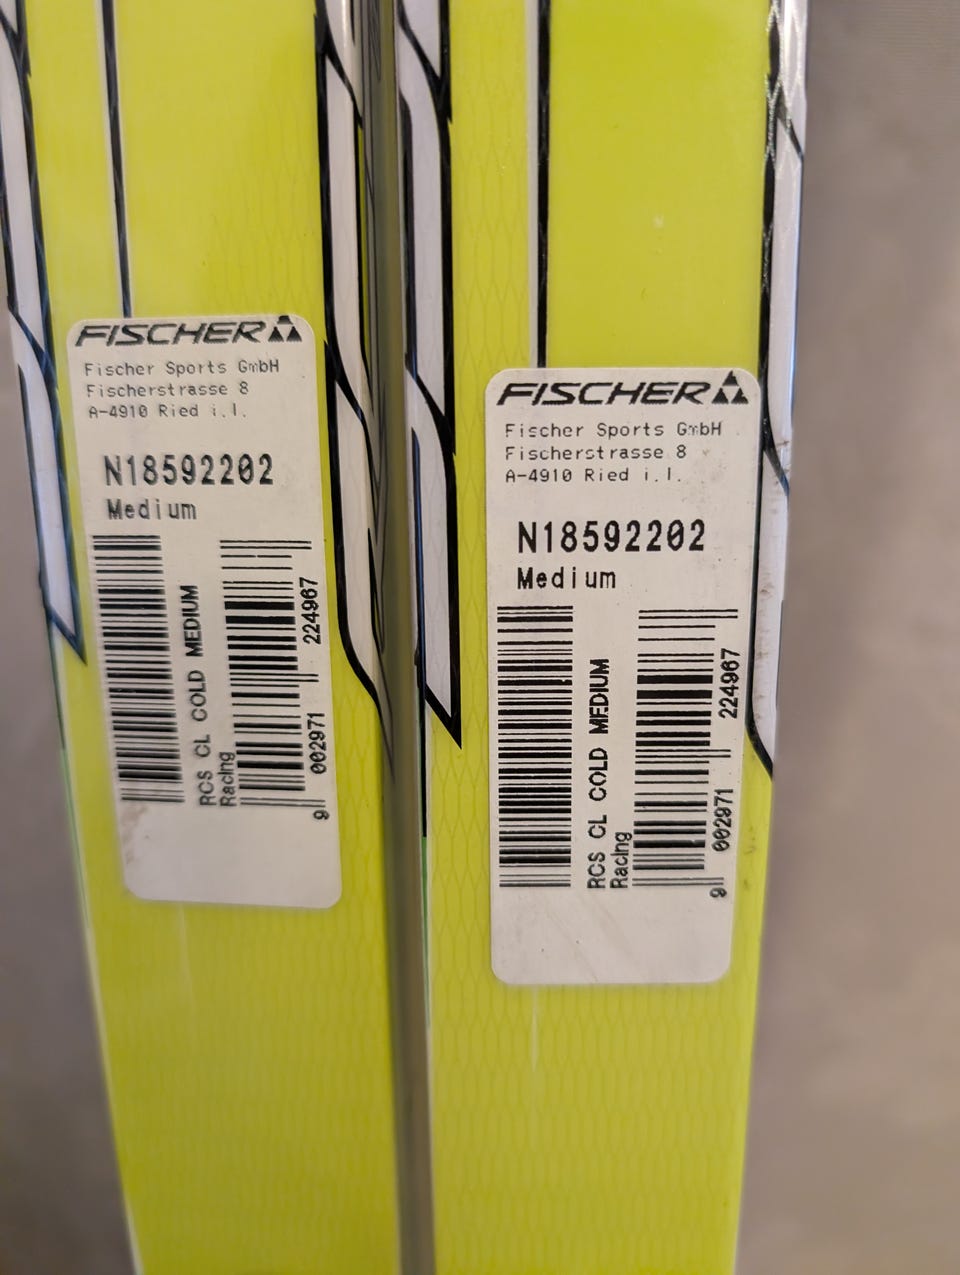 FISCHER
Fischer Sports GmbH
Fischerstrasse 8
A-4910 Ried i.I.
N18592202
Medium
RCS CL COLD MEDIUM
Racing
9 002971 224967
FISCHER
Fischer Sports GmbH
Fischerstrasse 8
A-4910 Ried i.I.
N18592202
Medium
RCS CL COLD MEDIUM
Racing
9 002971 224967